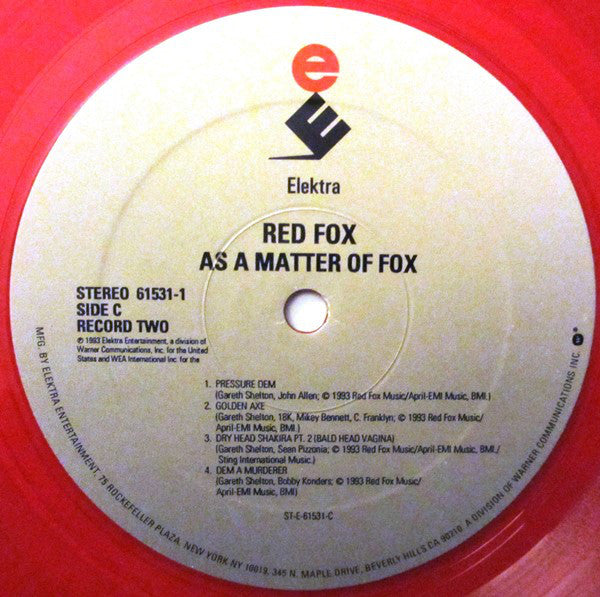 e
E
Elektra
RED FOX
AS A MATTER OF FOX
STEREO 61531-1
SIDE C
RECORD TWO
℗ 1993 Elektra Entertainment, a division of
Warner Communications, Inc. for the United
States and WEA International Inc. for the
1. PRESSURE DEM
(Gareth Shelton, John Allen; © 1993 Red Fox Music/April-EMI Music, BMI.)
2. GOLDEN AXE
(Gareth Shelton, 18K, Mikey Bennett, C. Franklyn; © 1993 Red Fox Music/
April-EMI Music, BMI.)
3. DRY HEAD SHAKIRA PT. 2 (BALD HEAD VAGINA)
(Gareth Shelton, Sean Pizzonia; © 1993 Red Fox Music/April-EMI Music, BMI./
Sting International Music.)
4. DEM A MURDERER
(Gareth Shelton, Bobby Konders; © 1993 Red Fox Music/
April-EMI Music, BMI)
ST-E-61531-C
MFG. BY ELEKTRA ENTERTAINMENT, 75 ROCKEFELLER PLAZA, NEW YORK NY 10019, 345 N. MAPLE DRIVE, BEVERLY HILLS CA 90210. A DIVISION OF WARNER COMMUNICATIONS INC.